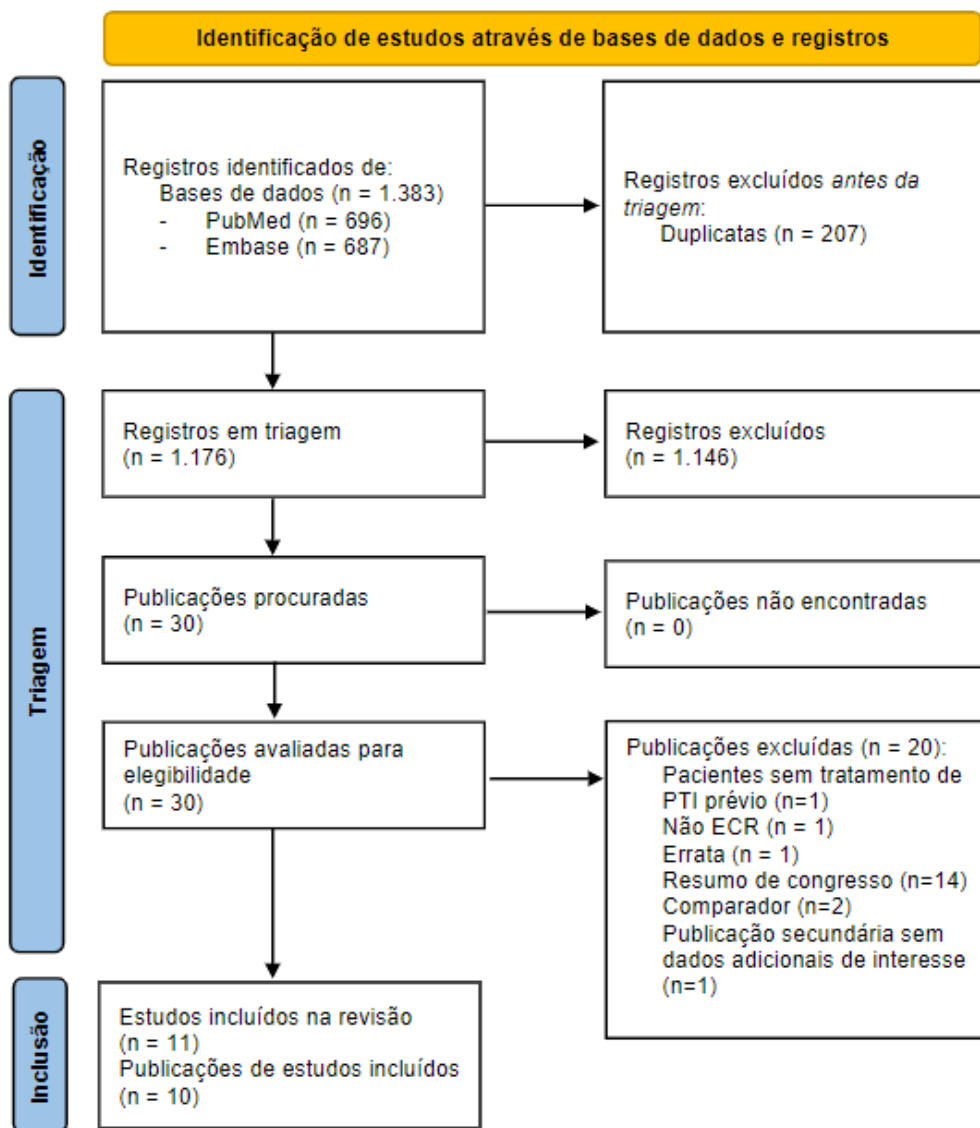 Identificação de estudos através de bases de dados e registros
Identificação
Registros identificados de:
Bases de dados (n = 1.383)
- PubMed (n = 696)
- Embase (n = 687)
Registros excluídos antes da
triagem:
Duplicatas (n = 207)
Triagem
Registros em triagem
(n = 1.176)
Registros excluídos
(n = 1.146)
Publicações procuradas
(n = 30)
Publicações não encontradas
(n = 0)
Publicações avaliadas para
elegibilidade
(n = 30)
Publicações excluídas (n = 20):
Pacientes sem tratamento de
PTI prévio (n=1)
Não ECR (n = 1)
Errata (n = 1)
Resumo de congresso (n=14)
Comparador (n=2)
Publicação secundária sem
dados adicionais de interesse
(n=1)
Inclusão
Estudos incluídos na revisão
(n = 11)
Publicações de estudos incluídos
(n = 10)